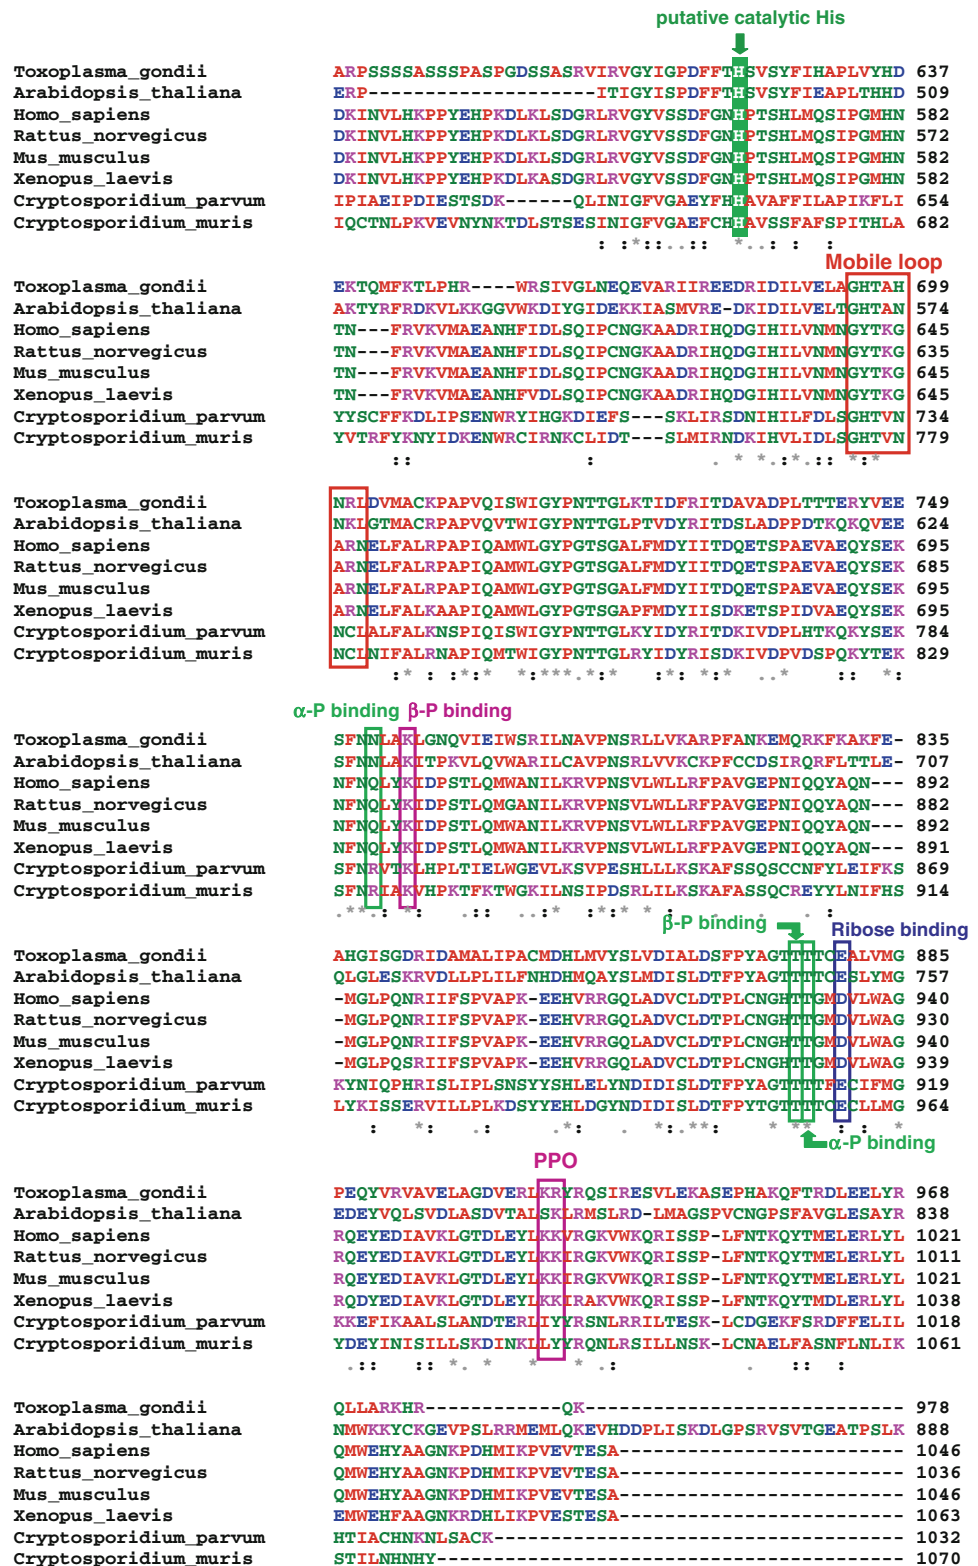 putative catalytic His
Toxoplasma_gondii ARPSSSSASSSPASPGDSSASRVIRVGYIGPDFFTHSVSYFIHAPLVYHD 637
Arabidopsis_thaliana ERP--------------------ITIGYISPDFFTHSVSYFIEAPLTHHD 509
Homo_sapiens DKINVLHKPPYEHPKDLKLSDGRLRVGYVSSDFGNHPTSHLMQSIPGMHN 582
Rattus_norvegicus DKINVLHKPPYEHPKDLKLSDGRLRVGYVSSDFGNHPTSHLMQSIPGMHN 572
Mus_musculus DKINVLHKPPYEHPKDLKLSDGRLRVGYVSSDFGNHPTSHLMQSIPGMHN 582
Xenopus_laevis DKINVLHKPPYEHPKDLKASDGRLRVGYVSSDFGNHPTSHLMQSIPGMHN 582
Cryptosporidium_parvum IPIAEIPDIESTSDK------QLINIGFVGAEYFHHAVAFFILAPIKFLI 654
Cryptosporidium_muris IQCTNLPKVEVNYNKTDLSTSESINIGFVGAEFCHHAVSSFAFSPITHLA 682
: :*::..:: *. : : :
Mobile loop
Toxoplasma_gondii EKTQMFKTLPHR----WRSIVGLNEQEVARIIREEDRIDILVELAGHTAH 699
Arabidopsis_thaliana AKTYRFRDKVLKKGGVWKDIYGIDEKKIASMVRE-DKIDILVELTGHTAN 574
Homo_sapiens TN---FRVKVMAEANHFIDLSQIPCNGKAADRIHQDGIHILVNMNGYTKG 645
Rattus_norvegicus TN---FRVKVMAEANHFIDLSQIPCNGKAADRIHQDGIHILVNMNGYTKG 635
Mus_musculus TN---FRVKVMAEANHFIDLSQIPCNGKAADRIHQDGIHILVNMNGYTKG 645
Xenopus_laevis TN---FRVKVMAEANHFVDLSQIPCNGKAADRIHQDGIHILVNMNGYTKG 645
Cryptosporidium_parvum YYSCFFKDLIPSENWRYIHGKDIEFS---SKLIRSDNIHILFDLSGHTVN 734
Cryptosporidium_muris YVTRFYKNYIDKENWRCIRNKCLIDT---SLMIRNDKIHVLIDLSGHTVN 779
:: : . * *.:*.:: *:*
Toxoplasma_gondii NRLDVMACKPAPVQISWIGYPNTTGLKTIDFRITDAVADPLTTTERYVEE 749
Arabidopsis_thaliana NKLGTMACRPAPVQVTWIGYPNTTGLPTVDYRITDSLADPPDTKQKQVEE 624
Homo_sapiens ARNELFALRPAPIQAMWLGYPGTSGALFMDYIITDQETSPAEVAEQYSEK 695
Rattus_norvegicus ARNELFALRPAPIQAMWLGYPGTSGALFMDYIITDQETSPAEVAEQYSEK 685
Mus_musculus ARNELFALRPAPIQAMWLGYPGTSGALFMDYIITDQETSPAEVAEQYSEK 695
Xenopus_laevis ARNELFALKAAPIQAMWLGYPGTSGAPFMDYIISDKETSPIDVAEQYSEK 695
Cryptosporidium_parvum NCLALFALKNSPIQISWIGYPNTTGLKYIDYRITDKIVDPLHTKQKYSEK 784
Cryptosporidium_muris NCLNIFALRNAPIQMTWIGYPNTTGLRYIDYRISDKIVDPVDSPQKYTEK 829
:* : :*:* *:***.*:* :*: *:* ..* :: *:
α-P binding β-P binding
Toxoplasma_gondii SFNNLAKLGNQVIEIWSRILNAVPNSRLLVKARPFANKEMQRKFKAKFE- 835
Arabidopsis_thaliana SFNNLAKITPKVLQVWARILCAVPNSRLVVKCKPFCCDSIRQRFLTTLE- 707
Homo_sapiens NFNQLYKIDPSTLQMWANILKRVPNSVLWLLRFPAVGEPNIQQYAQN--- 892
Rattus_norvegicus NFNQLYKIDPSTLQMGANILKRVPNSVLWLLRFPAVGEPNIQQYAQN--- 882
Mus_musculus NFNQLYKIDPSTLQMWANILKRVPNSVLWLLRFPAVGEPNIQQYAQN--- 892
Xenopus_laevis NFNQLYKIDPSTLQMWANILKRVPNSVLWLLRFPAVGEPNIQQYAQN--- 891
Cryptosporidium_parvum SFNRVTKLHPLTIELWGEVLKSVPESHLLLKSKAFSSQSCCNFYLEIFKS 869
Cryptosporidium_muris SFNRIAKVHPKTFKTWGKILNSIPDSRLILKSKAFASSQCREYYLNIFHS 914
.**.: *: .:: ..:* :*:* * : . . :
β-P binding
Ribose binding
Toxoplasma_gondii AHGISGDRIDAMALIPACMDHLMVYSLVDIALDSFPYAGTTTTCEALVMG 885
Arabidopsis_thaliana QLGLESKRVDLLPLILFNHDHMQAYSLMDISLDTFPYAGTTTTCESLYMG 757
Homo_sapiens -MGLPQNRIIFSPVAPK-EEHVRRGQLADVCLDTPLCNGHTTGMDVLWAG 940
Rattus_norvegicus -MGLPQNRIIFSPVAPK-EEHVRRGQLADVCLDTPLCNGHTTGMDVLWAG 930
Mus_musculus -MGLPQNRIIFSPVAPK-EEHVRRGQLADVCLDTPLCNGHTTGMDVLWAG 940
Xenopus_laevis -MGLPQSRIIFSPVAPK-EEHVRRGQLADVCLDTPLCNGHTTGMDVLWAG 939
Cryptosporidium_parvum KYNIQPHRISLIPLSNSYYSHLELYNDIDISLDTFPYAGTTTTFECIFMG 919
Cryptosporidium_muris LYKISSERVILLPLKDSYYEHLDGYNDIDISLDTFPYTGTTTTCECLLMG 964
: *: .: .*: . *:.**: * ** : : *
α-P binding
PPO
Toxoplasma_gondii PEQYVRVAVELAGDVERLKRYRQSIRESVLEKASEPHAKQFTRDLEELYR 968
Arabidopsis_thaliana EDEYVQLSVDLASDVTALSKLRMSLRD-LMAGSPVCNGPSFAVGLESAYR 838
Homo_sapiens RQEYEDIAVKLGTDLEYLKKVRGKVWKQRISSP-LFNTKQYTMELERLYL 1021
Rattus_norvegicus RQEYEDIAVKLGTDLEYLKKIRGKVWKQRISSP-LFNTKQYTMELERLYL 1011
Mus_musculus RQEYEDIAVKLGTDLEYLKKIRGKVWKQRISSP-LFNTKQYTMELERLYL 1021
Xenopus_laevis RQDYEDIAVKLGTDLEYLKKIRAKVWKQRISSP-LFNTKQYTMDLERLYL 1038
Cryptosporidium_parvum KKEFIKAALSLANDTERLIYYRSNLRRILTESK-LCDGEKFSRDFFELIL 1018
Cryptosporidium_muris YDEYINISILLSKDINKLLYYRQNLRSILLNSK-LCNAELFASNFLNLIK 1061
.:: :: *. * * * .: . :: :
Toxoplasma_gondii QLLARKHR------------QK---------------------------- 978
Arabidopsis_thaliana NMWKKYCKGEVPSLRRMEMLQKEVHDDPLISKDLGPSRVSVTGEATPSLK 888
Homo_sapiens QMWEHYAAGNKPDHMIKPVEVTESA------------------------- 1046
Rattus_norvegicus QMWEHYAAGNKPDHMIKPVEVTESA------------------------- 1036
Mus_musculus QMWEHYAAGNKPDHMIKPVEVTESA------------------------- 1046
Xenopus_laevis EMWEHFAAGNKRDHLIKPVESTESA------------------------- 1063
Cryptosporidium_parvum HTIACHNKNLSACK------------------------------------ 1032
Cryptosporidium_muris STILNHNHY----------------------------------------- 1070